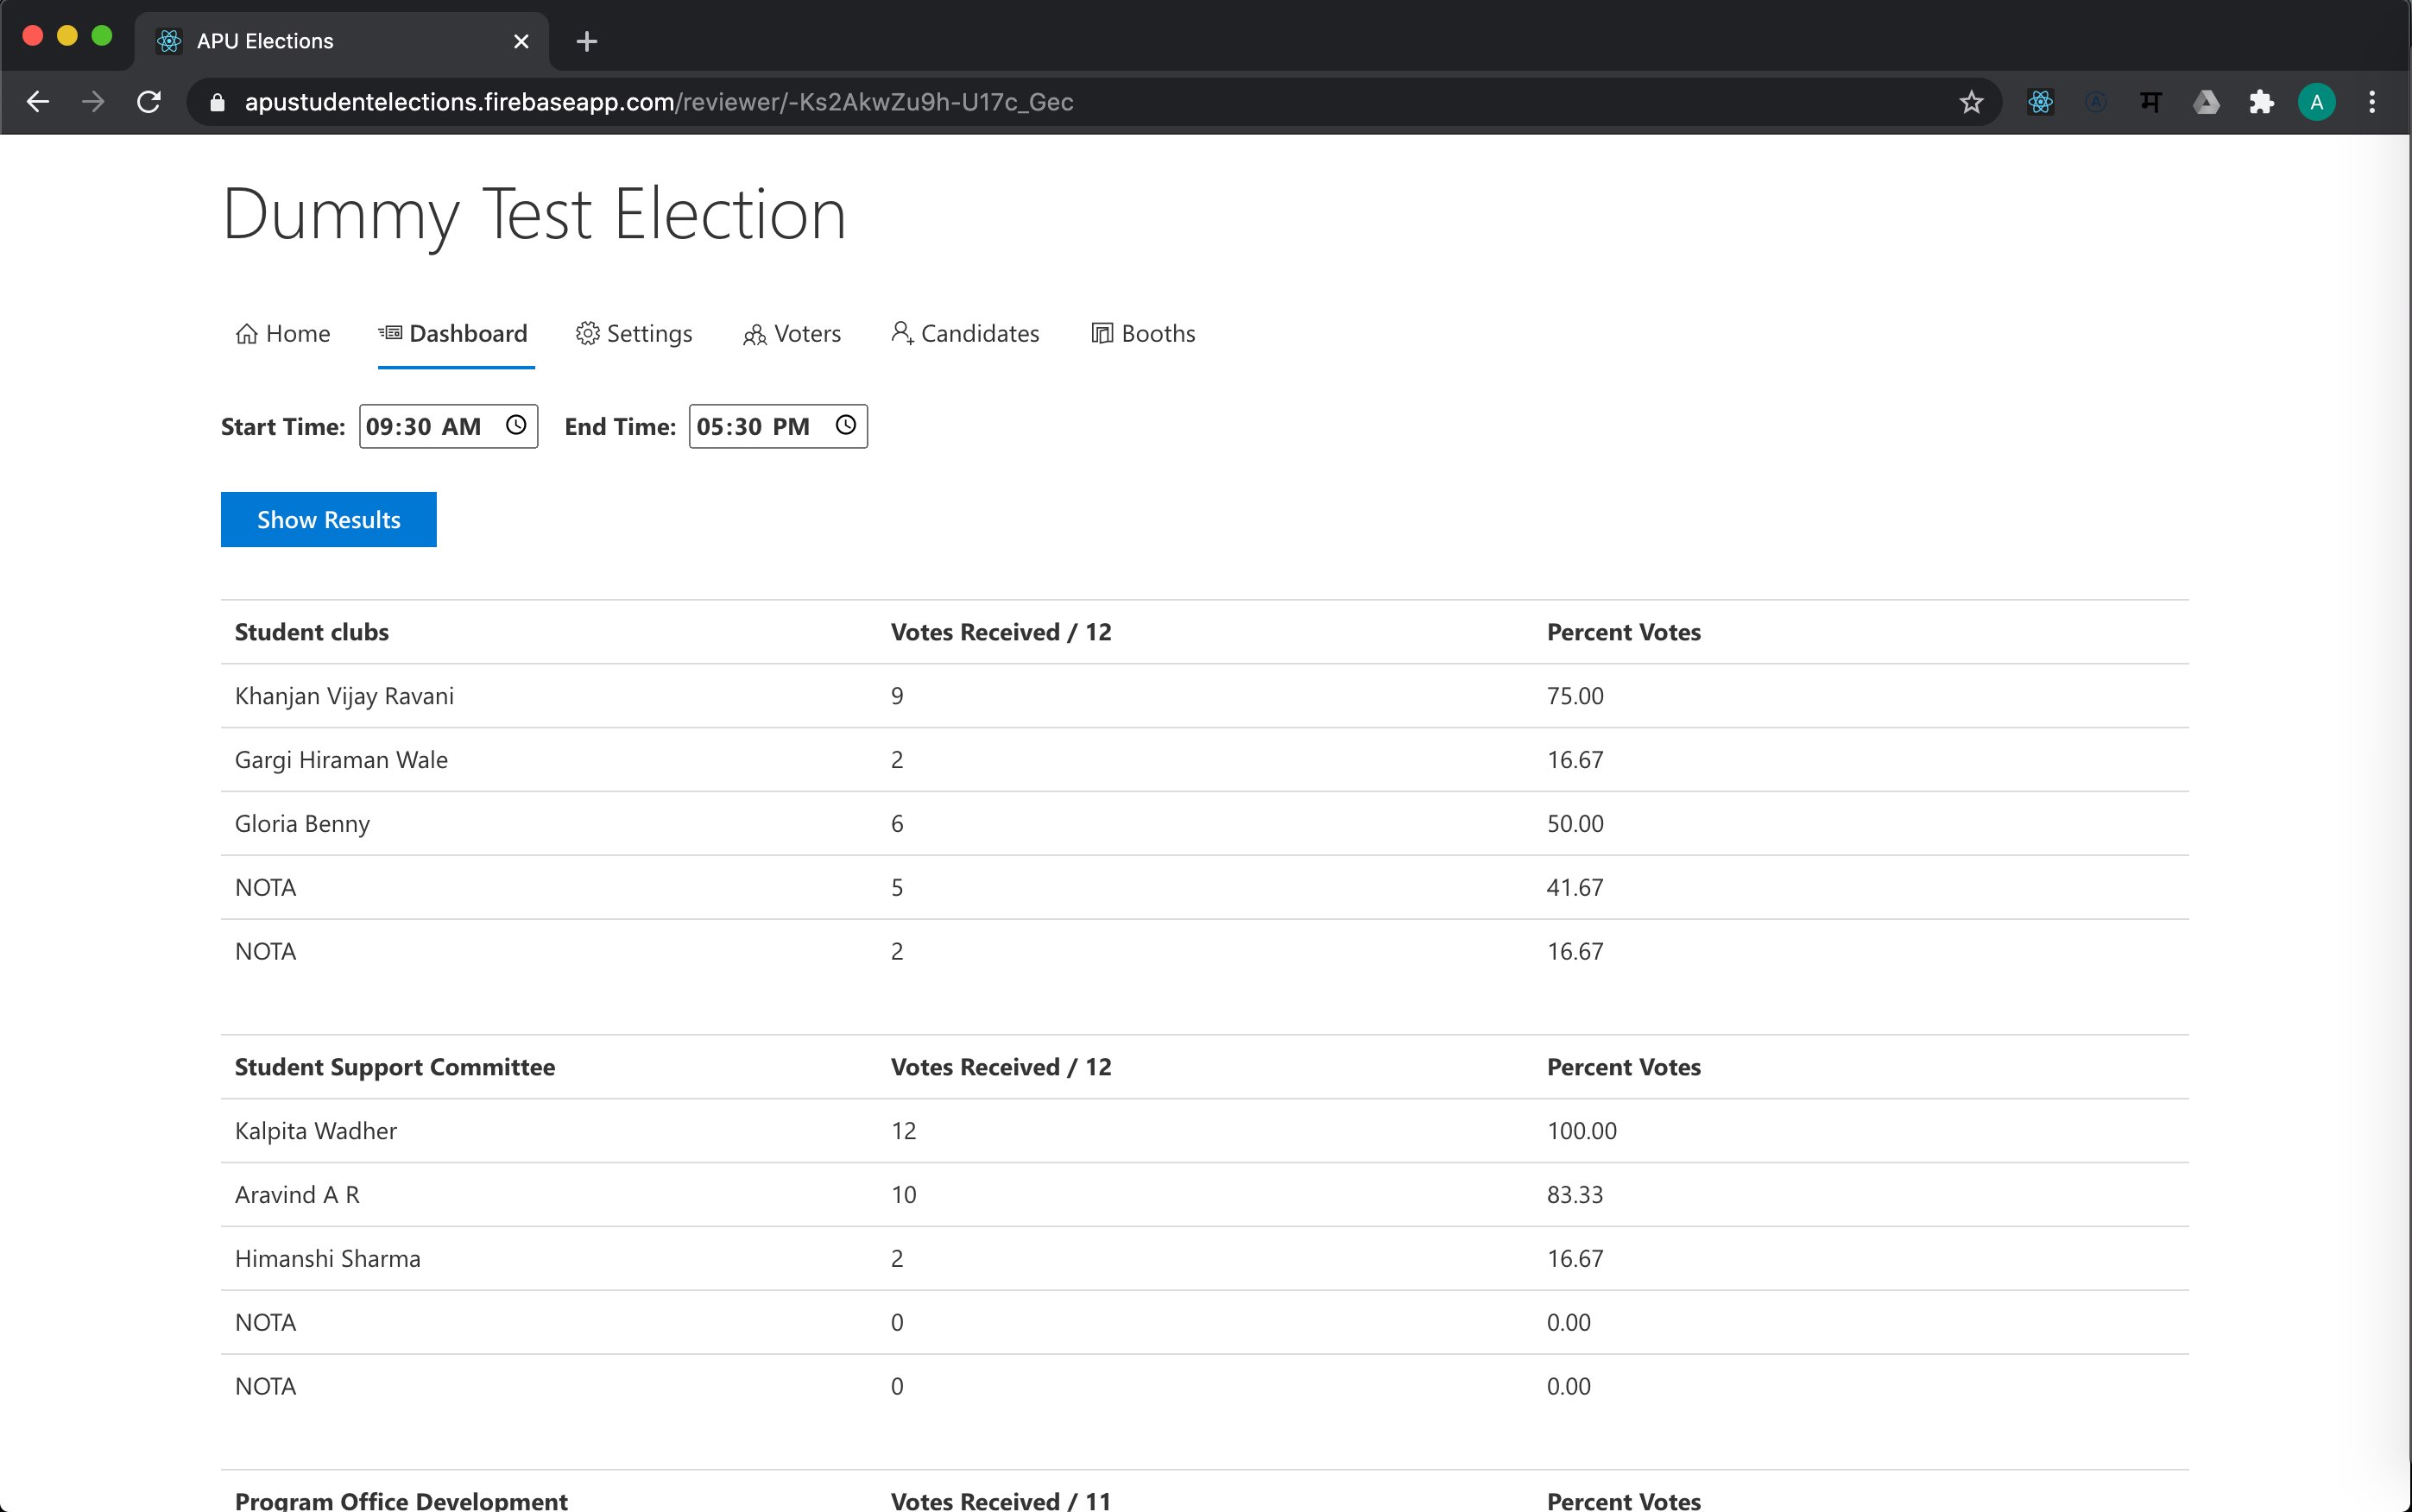 APU Elections
apustudentelections.firebaseapp.com/reviewer/-Ks2AkwZu9h-U17c_Gec
A
म
A
Dummy Test Election
Home Dashboard Settings Voters Candidates Booths
Start Time: 09:30 AM End Time: 05:30 PM
Show Results
Student clubs Votes Received / 12 Percent Votes
Khanjan Vijay Ravani 9 75.00
Gargi Hiraman Wale 2 16.67
Gloria Benny 6 50.00
NOTA 5 41.67
NOTA 2 16.67
Student Support Committee Votes Received / 12 Percent Votes
Kalpita Wadher 12 100.00
Aravind A R 10 83.33
Himanshi Sharma 2 16.67
NOTA 0 0.00
NOTA 0 0.00
Program Office Development Votes Received / 11 Percent Votes